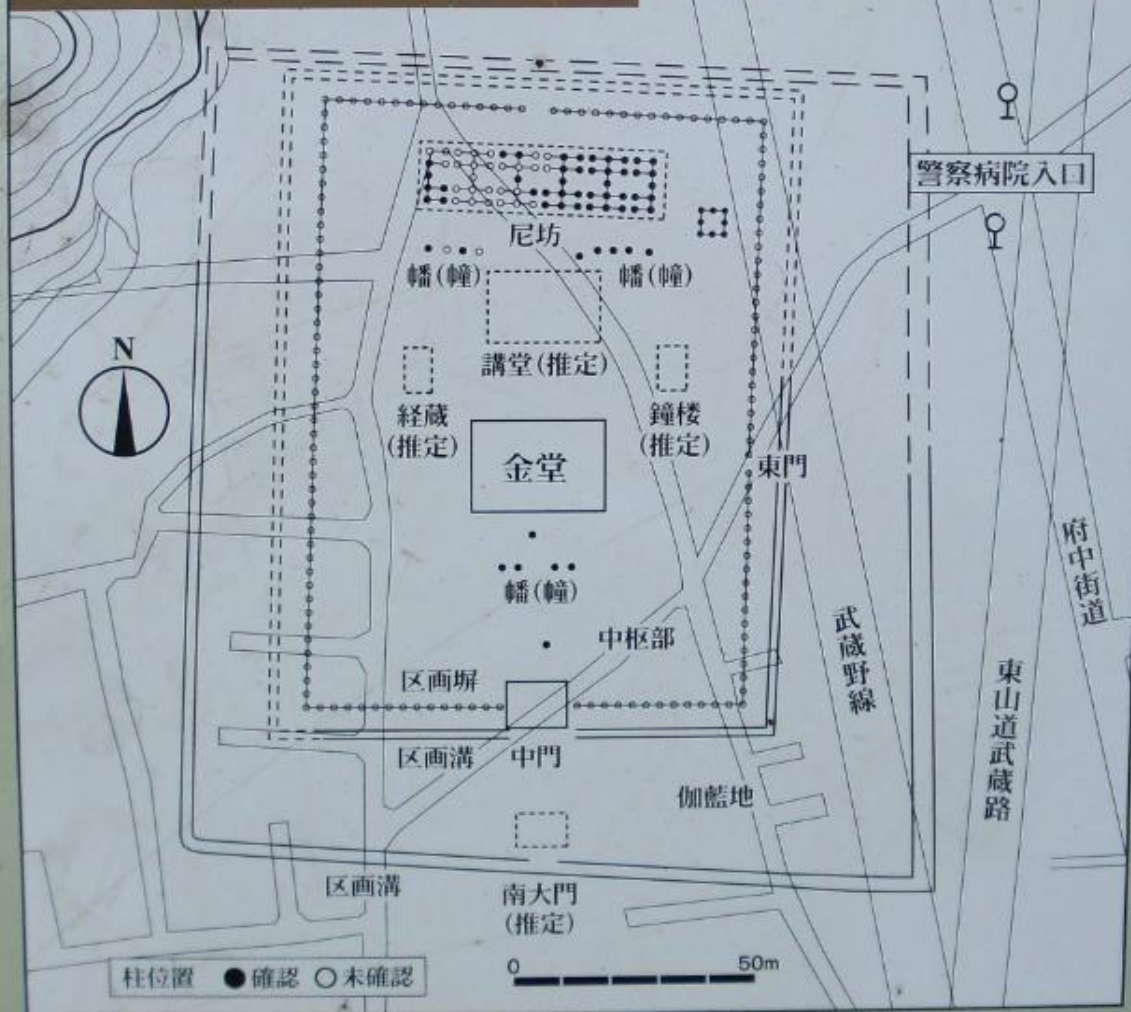 警察病院入口
尼坊
幡(幢)
幡(幢)
講堂(推定)
N
経蔵
(推定)
鐘楼
(推定)
金堂
東門
幡(幢)
府中街道
武蔵野線
中枢部
区画塀
東山道武蔵路
区画溝
中門
伽藍地
区画溝
南大門
(推定)
柱位置 ●確認 ○未確認
0 50m